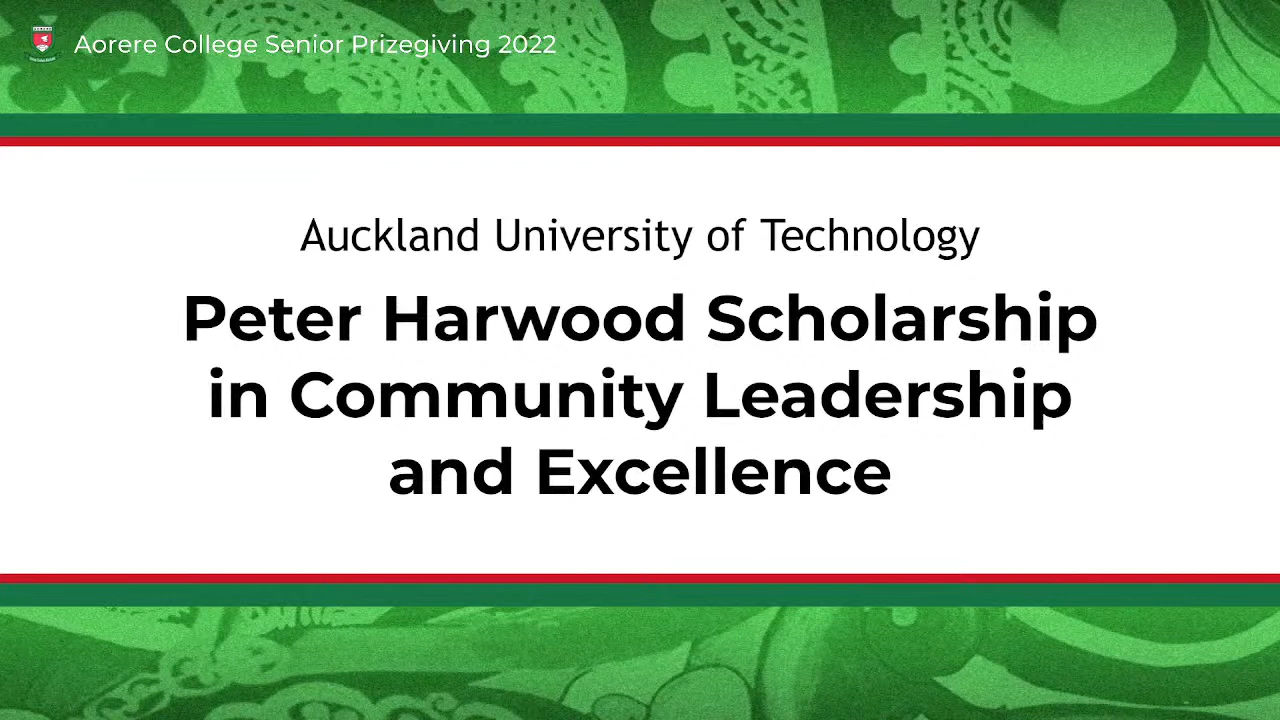 Aorere College Senior Prizegiving 2022
Auckland University of Technology
Peter Harwood Scholarship
in Community Leadership
and Excellence